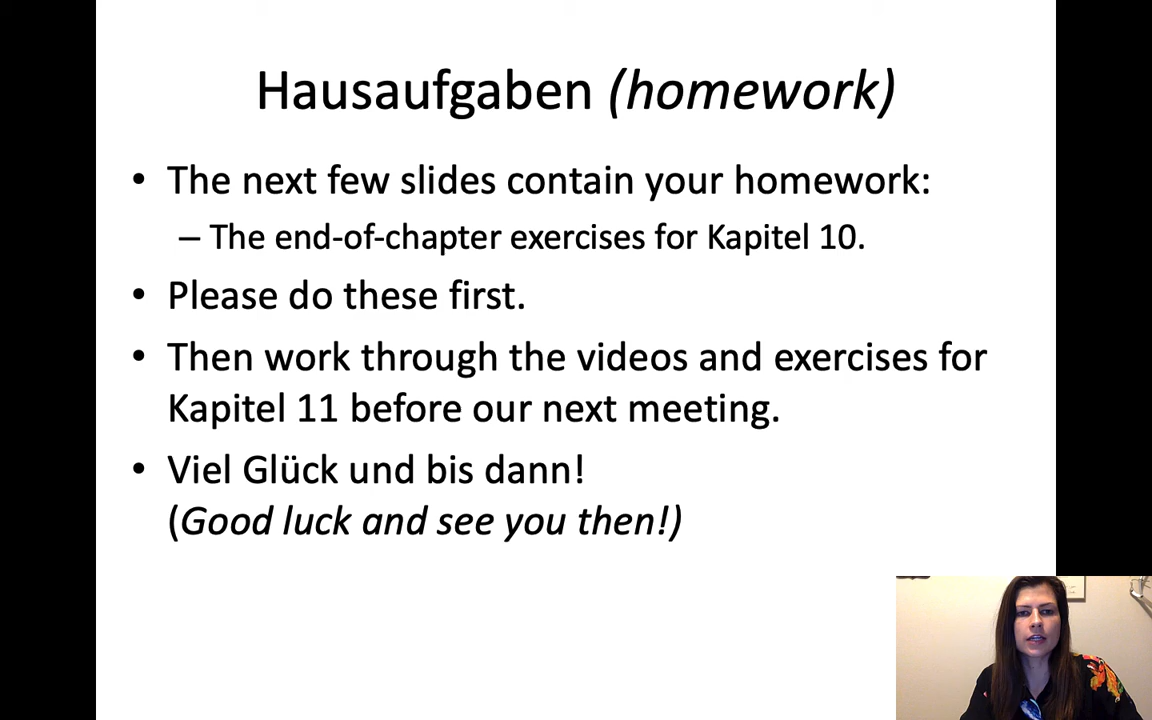 Hausaufgaben (homework)
• The next few slides contain your homework:
– The end-of-chapter exercises for Kapitel 10.
• Please do these first.
• Then work through the videos and exercises for
Kapitel 11 before our next meeting.
• Viel Glück und bis dann!
(Good luck and see you then!)